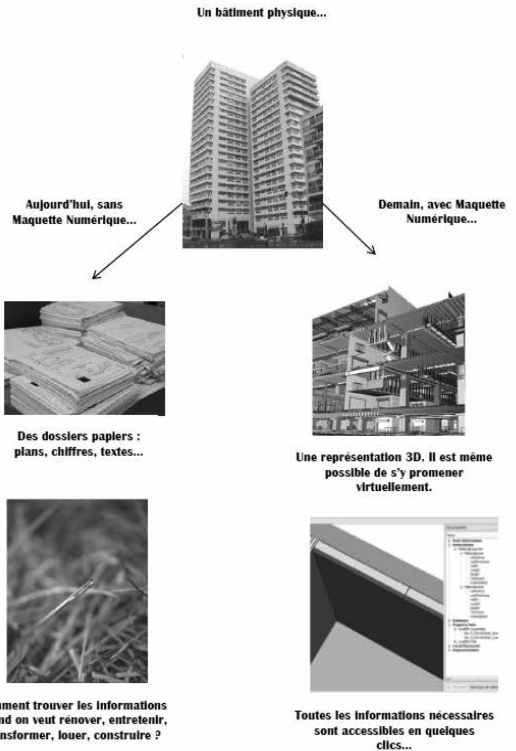 Un bâtiment physique...
Aujourd'hui, sans
Maquette Numérique...
Demain, avec Maquette
Numérique...
Des dossiers papiers :
plans, chiffres, textes...
Une représentation 3D. Il est même
possible de s'y promener
virtuellement.
mment trouver les informations
nd on veut rénover, entretenir,
nsformer, louer, construire ?
Toutes les informations nécessaires
sont accessibles en quelques
clics...